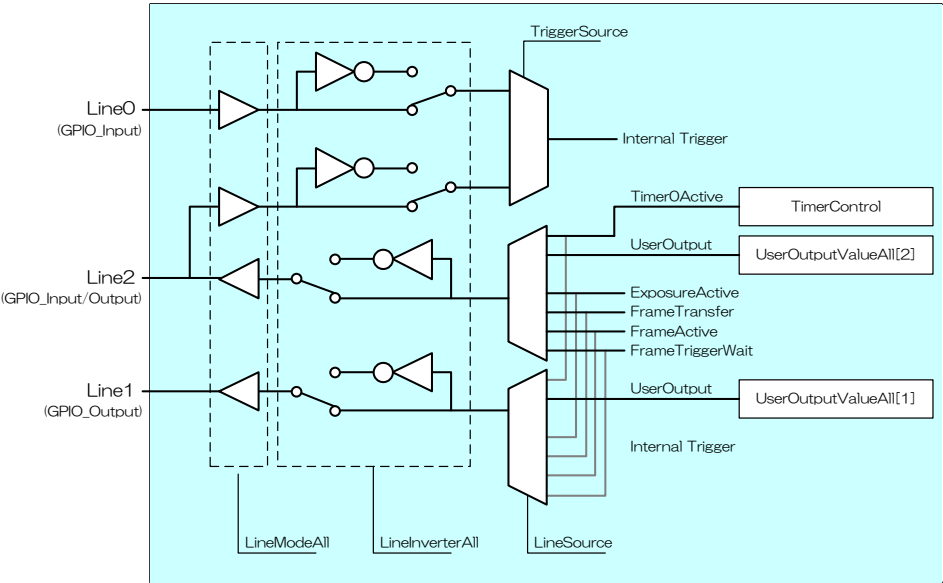 TriggerSource
Line0
(GPIO_Input)
Internal Trigger
Timer0Active
TimerControl
UserOutput
UserOutputValueAll[2]
Line2
(GPIO_Input/Output)
ExposureActive
FrameTransfer
FrameActive
FrameTriggerWait
Line1
(GPIO_Output)
UserOutput
UserOutputValueAll[1]
Internal Trigger
LineModeAll
LineInverterAll
LineSource